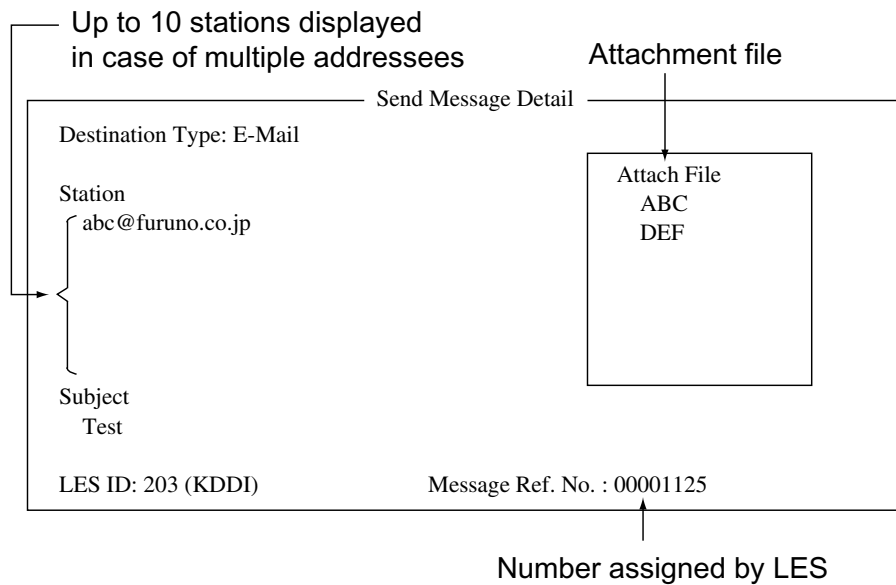 Up to 10 stations displayed
in case of multiple addressees
Attachment file
Send Message Detail
Destination Type: E-Mail
Station
abc@furuno.co.jp
Attach File
ABC
DEF
Subject
Test
LES ID: 203 (KDDI)
Message Ref. No. : 00001125
Number assigned by LES